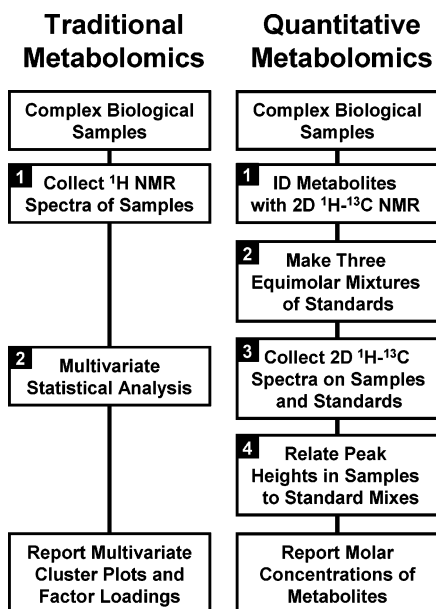 Traditional
Metabolomics
Complex Biological
Samples
1
Collect ¹H NMR
Spectra of Samples
2
Multivariate
Statistical Analysis
Report Multivariate
Cluster Plots and
Factor Loadings
Quantitative
Metabolomics
Complex Biological
Samples
1
ID Metabolites
with 2D ¹H-¹³C NMR
2
Make Three
Equimolar Mixtures
of Standards
3
Collect 2D ¹H-¹³C
Spectra on Samples
and Standards
4
Relate Peak
Heights in Samples
to Standard Mixes
Report Molar
Concentrations of
Metabolites